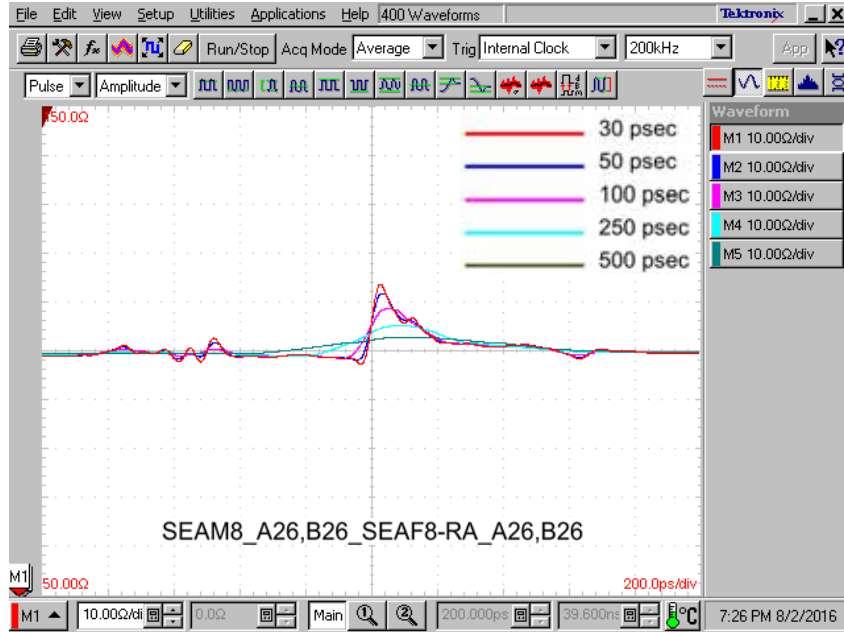 File Edit View Setup Utilities Applications Help 400 Waveforms Tektronix
Run/Stop Acq Mode Average Trig Internal Clock 200kHz App
Pulse Amplitude
50.0Ω
30 psec
50 psec
100 psec
250 psec
500 psec
Waveform
M1 10.00Ω/div
M2 10.00Ω/div
M3 10.00Ω/div
M4 10.00Ω/div
M5 10.00Ω/div
SEAM8_A26,B26_SEAF8-RA_A26,B26
M1
50.00Ω 200.0ps/div
M1 10.00Ω/di 0.0Ω Main 200.000ps 39.600ns °C 7:26 PM 8/2/2016